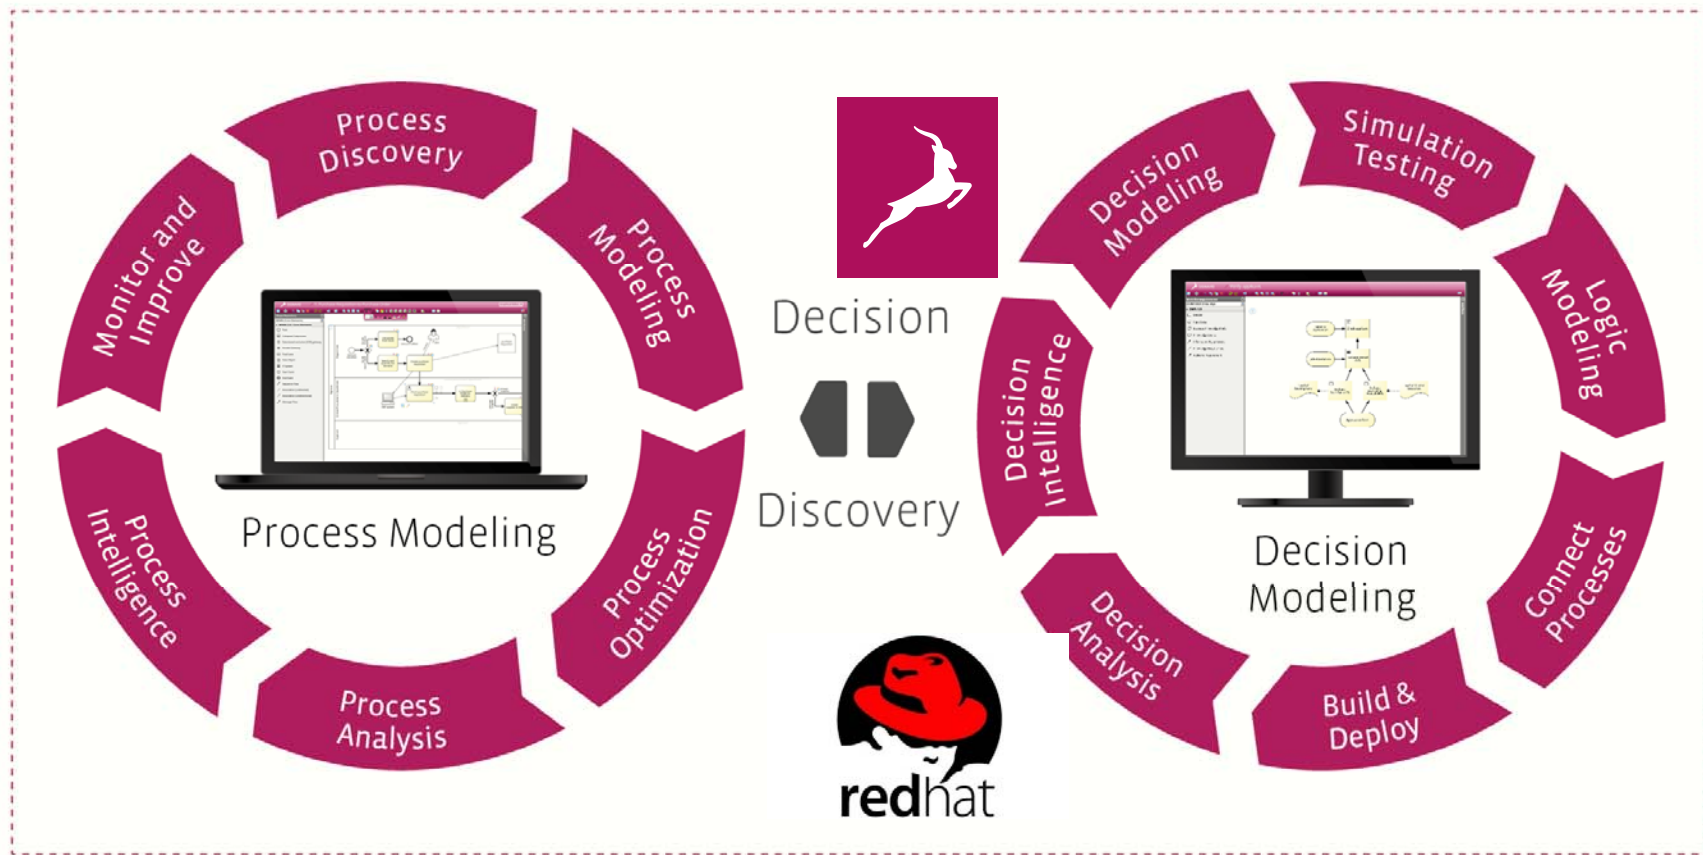 Process
Discovery
Process
Modeling
Process
Optimization
Process
Analysis
Process
Intelligence
Monitor and
Improve
Process Modeling
Decision
Discovery
redhat
Decision
Modeling
Simulation
Testing
Logic
Modeling
Connect
Processes
Build &
Deploy
Decision
Analysis
Decision
Intelligence
Decision
Modeling